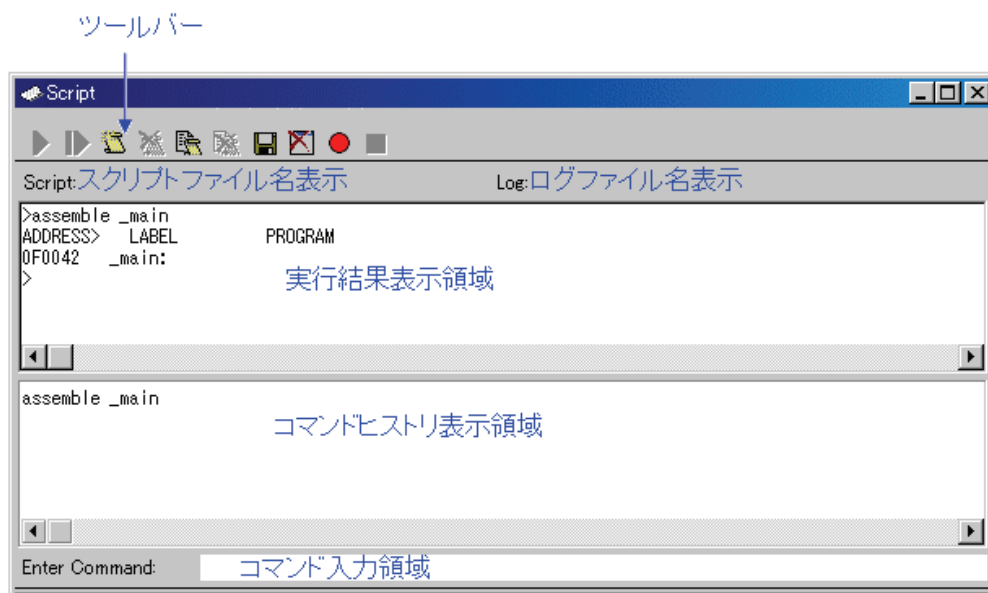 ツールバー
Script
Script:スクリプトファイル名表示 Log:ログファイル名表示
>assemble _main
ADDRESS> LABEL PROGRAM
0F0042 _main:
>
実行結果表示領域
assemble _main
コマンドヒストリ表示領域
Enter Command: コマンド入力領域